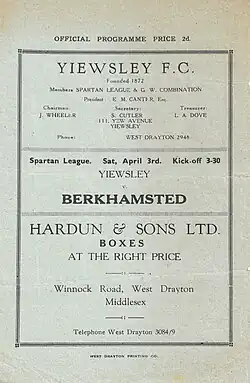 OFFICIAL PROGRAMME PRICE 2d.
YIEWSLEY F.C.
Founded 1872
Members SPARTAN LEAGUE & G. W. COMBINATION
President E. M. CANTER, Esq.
Chairman: Secretary: Treasurer:
J. WHEELER S. CUTLER L. A. DOVE
111, YEW AVENUE
YIEWSLEY
Phone: WEST DRAYTON 2948
Spartan League. Sat, April 3rd. Kick-off 3-30
YIEWSLEY
v.
BERKHAMSTED
HARDUN & SONS LTD.
BOXES
AT THE RIGHT PRICE
Winnock Road, West Drayton
Middlesex
Telephone West Drayton 3084/9
WEST DRAYTON PRINTING CO.